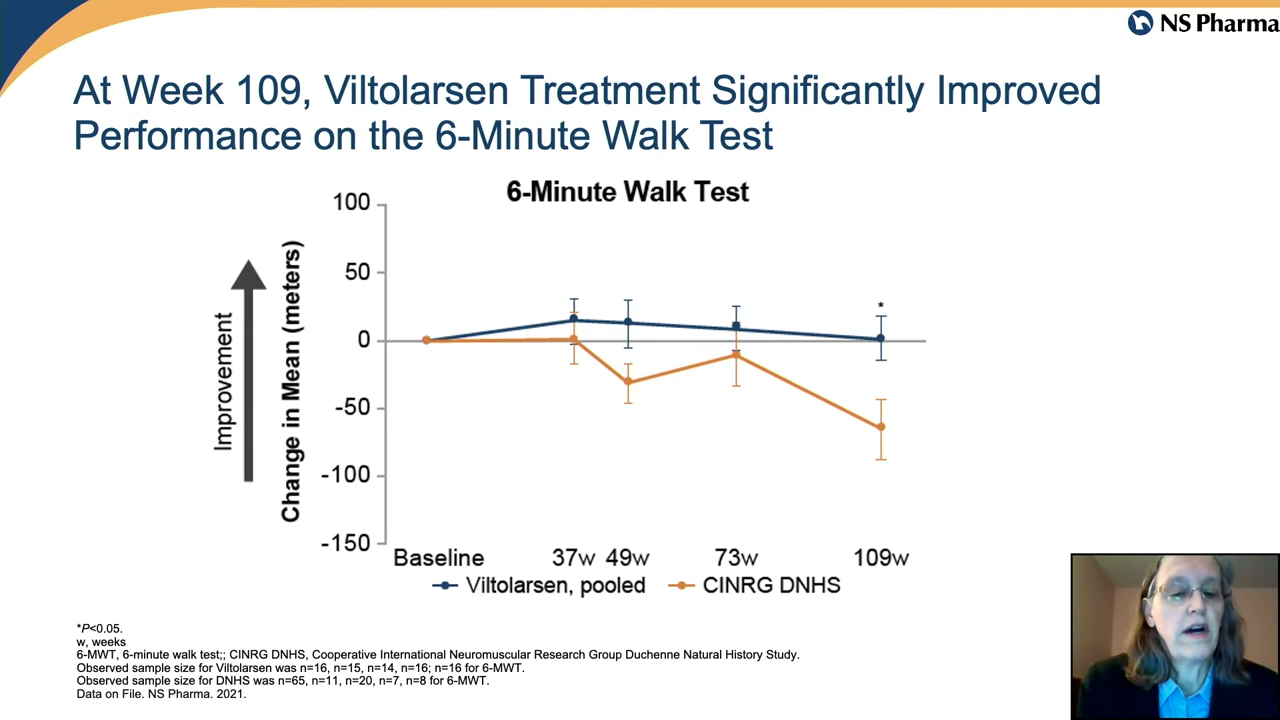 NS Pharma
At Week 109, Viltolarsen Treatment Significantly Improved
Performance on the 6-Minute Walk Test
6-Minute Walk Test
Improvement
Change in Mean (meters)
100
50
0
-50
-100
-150
Baseline 37w 49w 73w 109w
*
Viltolarsen, pooled CINRG DNHS
*P<0.05.
w, weeks
6-MWT, 6-minute walk test;; CINRG DNHS, Cooperative International Neuromuscular Research Group Duchenne Natural History Study.
Observed sample size for Viltolarsen was n=16, n=15, n=14, n=16; n=16 for 6-MWT.
Observed sample size for DNHS was n=65, n=11, n=20, n=7, n=8 for 6-MWT.
Data on File. NS Pharma. 2021.